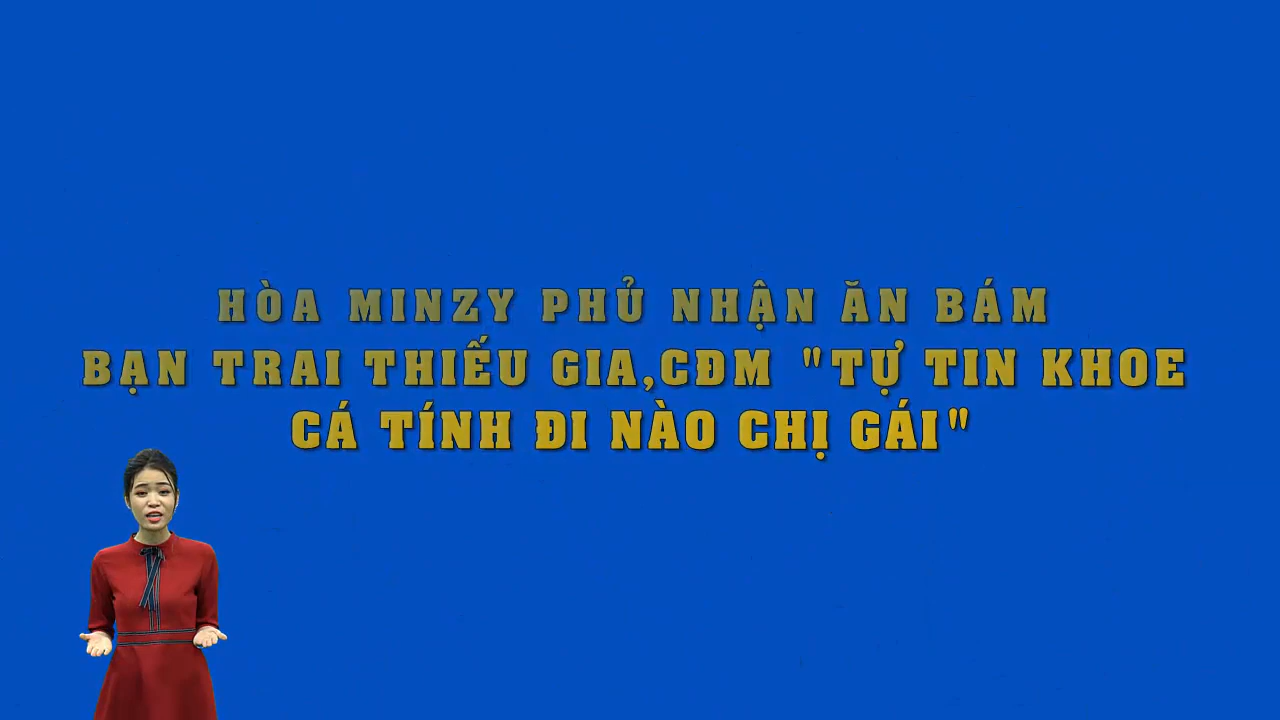 HÒA MINZY PHỦ NHẬN ĂN BÁM
BẠN TRAI THIẾU GIA,CĐM "TỰ TIN KHOE
CÁ TÍNH ĐI NÀO CHỊ GÁI"